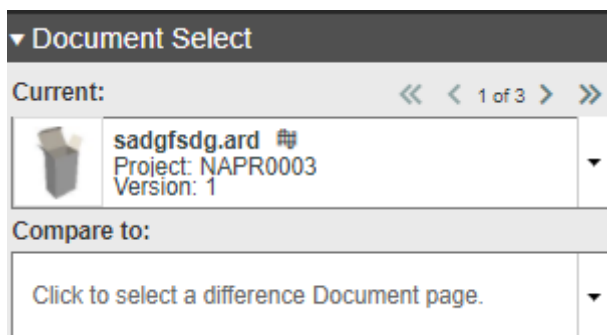 Document Select
Current:
1 of 3
sadgfsdg.ard
Project: NAPR0003
Version: 1
Compare to:
Click to select a difference Document page.